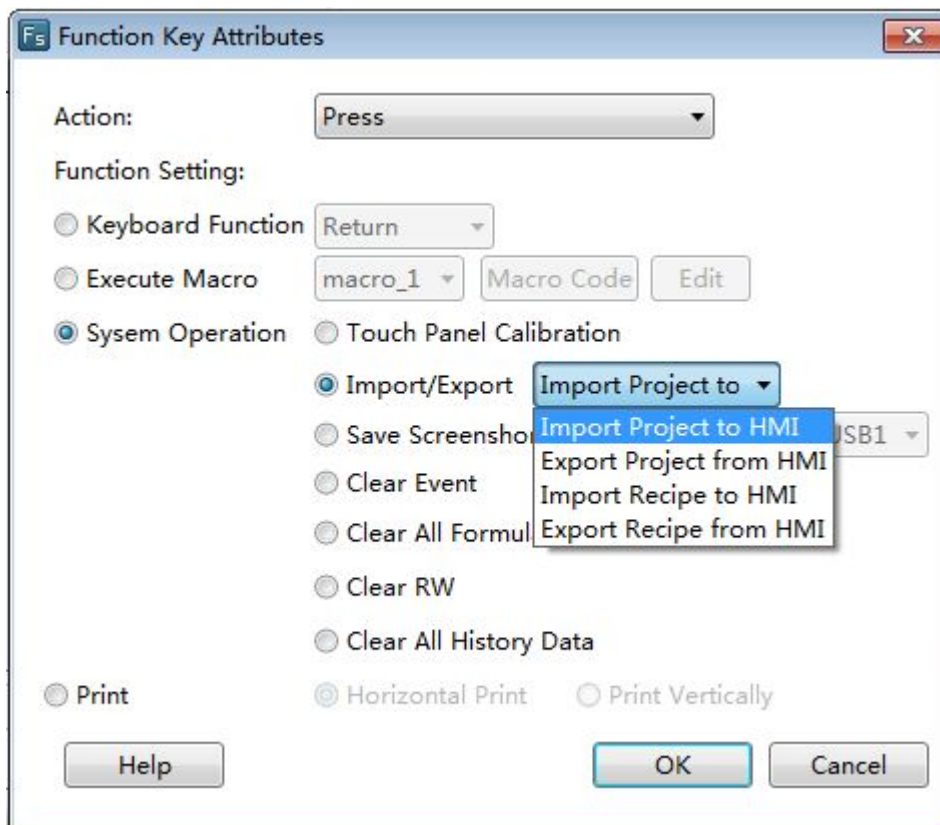 Fs Function Key Attributes
Action: Press
Function Setting:
Keyboard Function Return
Execute Macro macro_1 Macro Code Edit
Sysem Operation Touch Panel Calibration
Import/Export Import Project to
Import Project to HMI
Save Screenshot
Export Project from HMI
Clear Event
Import Recipe to HMI
Export Recipe from HMI
Clear All
Clear RW
Clear All History Data
Print Horizontal Print Print Vertically
Help OK Cancel